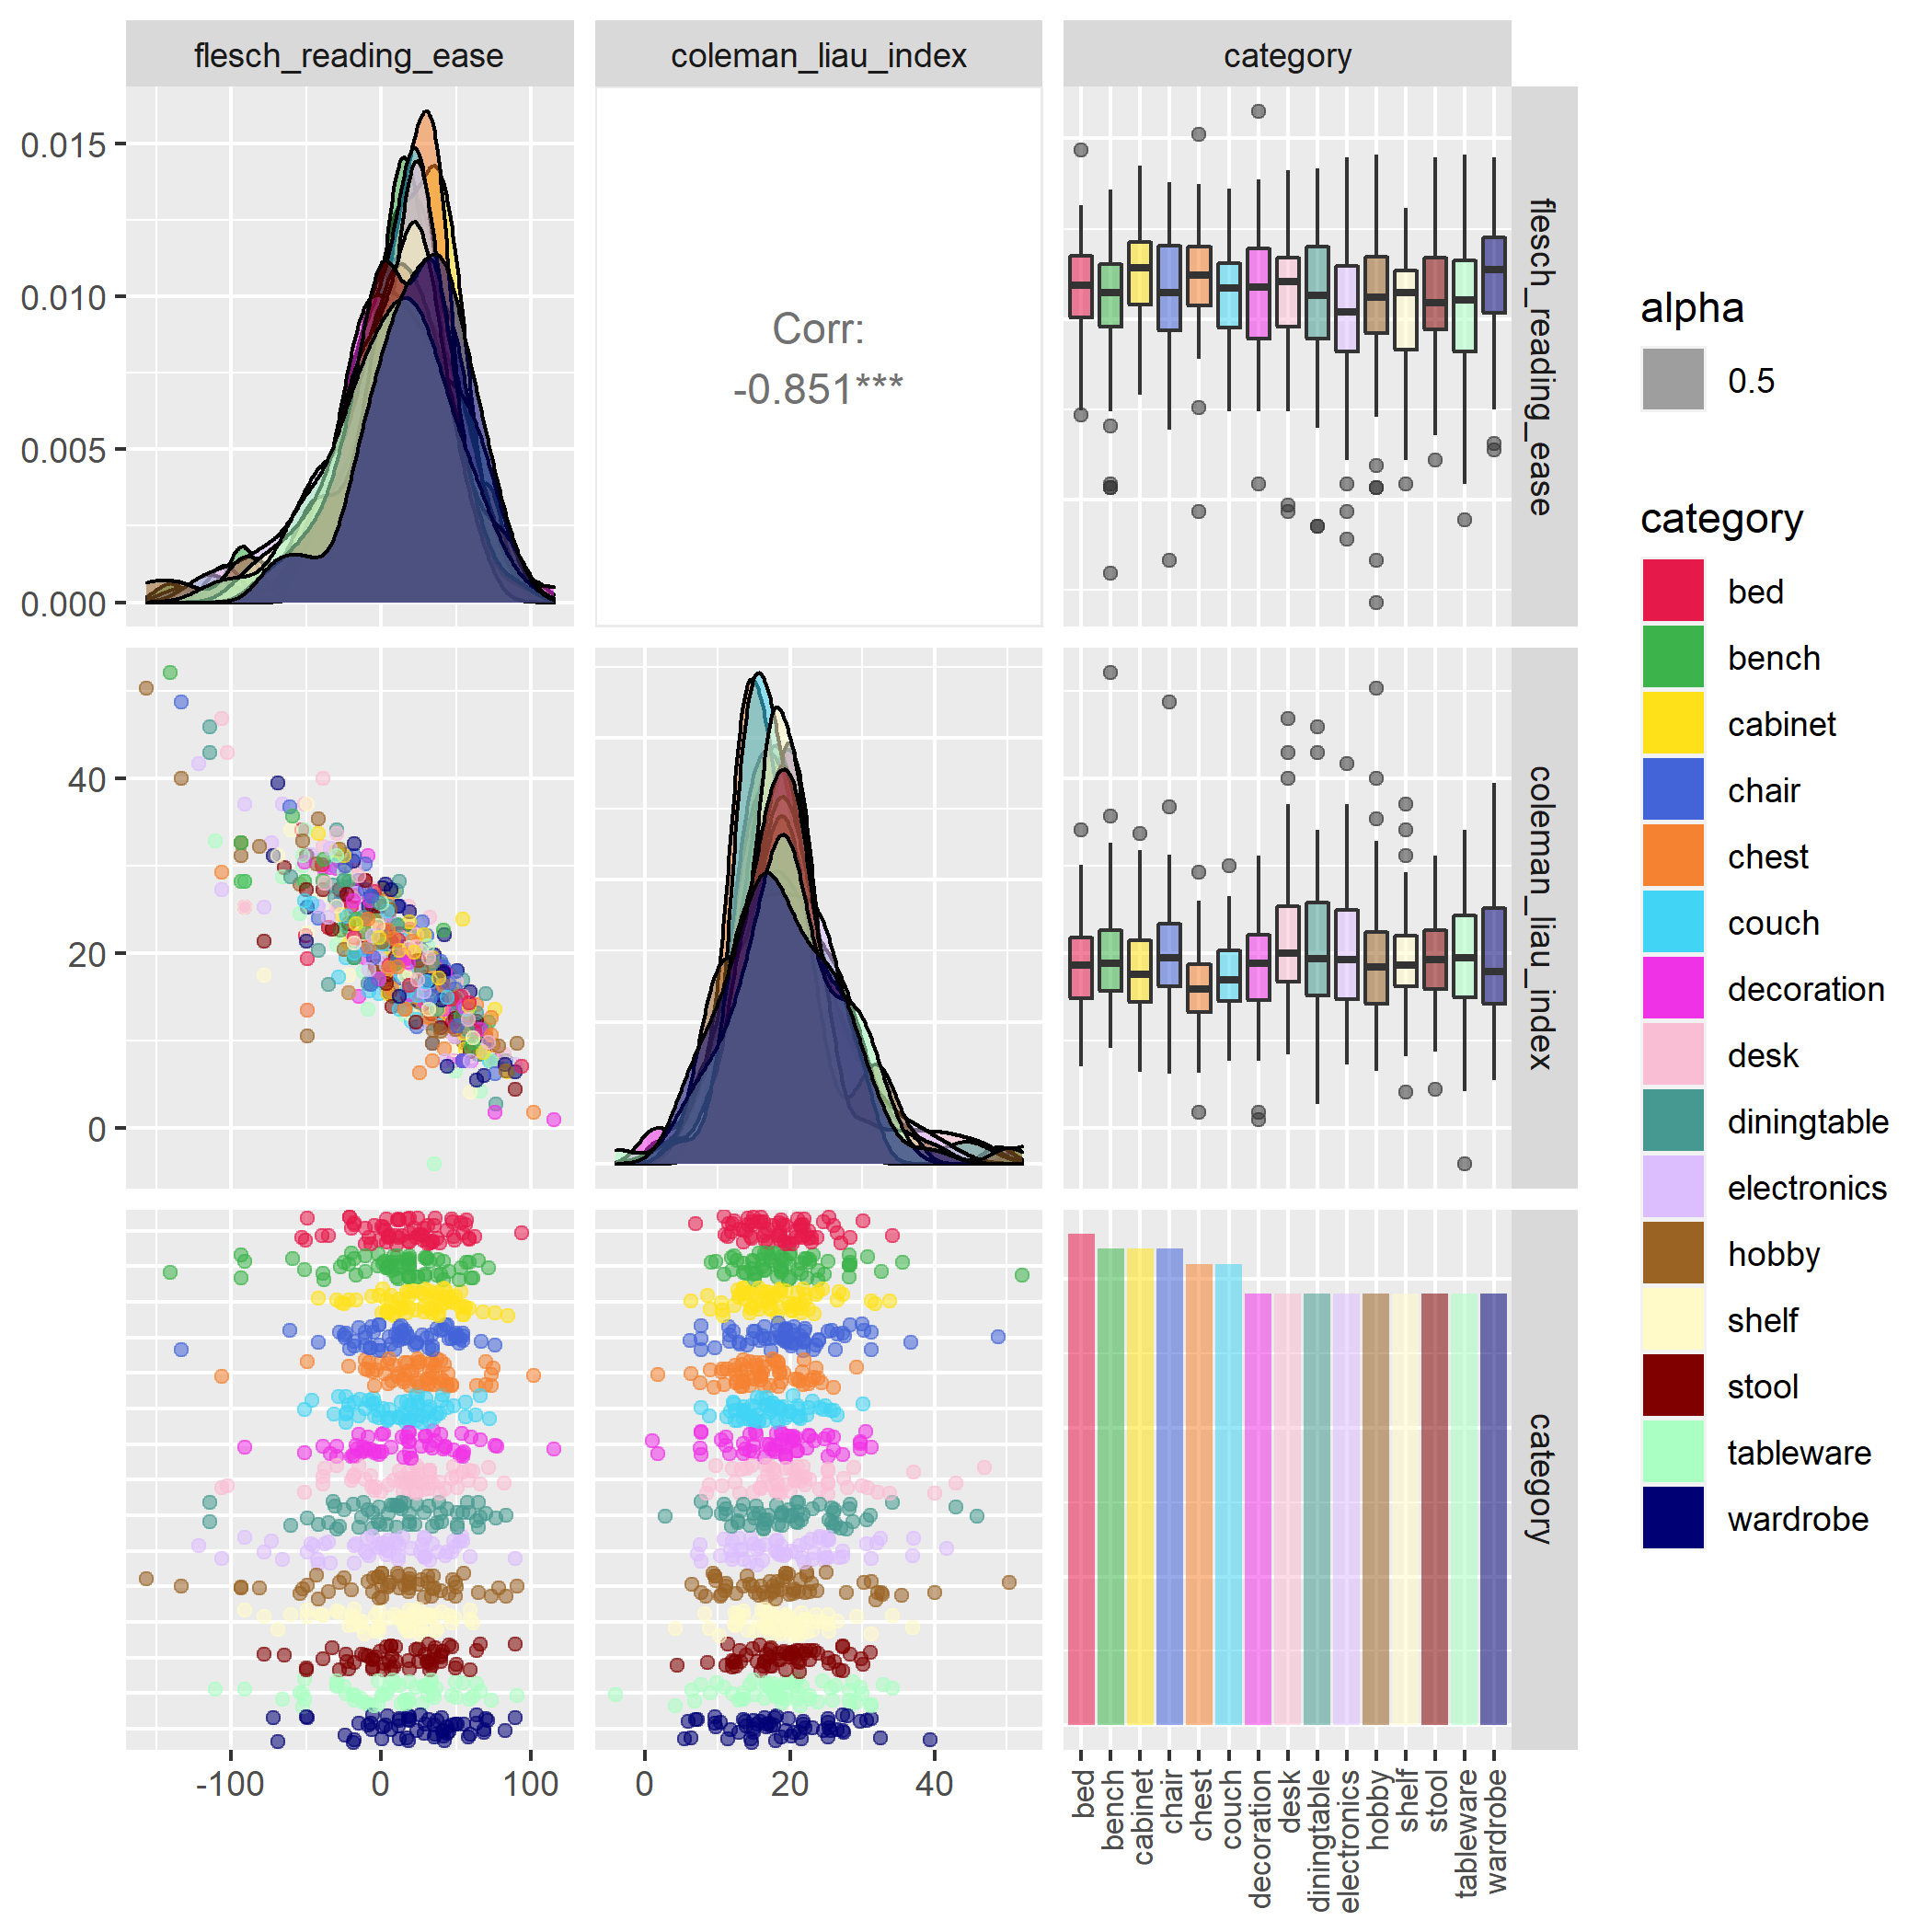 flesch_reading_ease
coleman_liau_index
category
0.015
0.010
0.005
0.000
Corr:
-0.851***
flesch_reading_ease
40
20
0
coleman_liau_index
category
-100
0
100
0
20
40
bed
bench
cabinet
chair
chest
couch
decoration
desk
diningtable
electronics
hobby
shelf
stool
tableware
wardrobe
alpha
0.5
category
bed
bench
cabinet
chair
chest
couch
decoration
desk
diningtable
electronics
hobby
shelf
stool
tableware
wardrobe